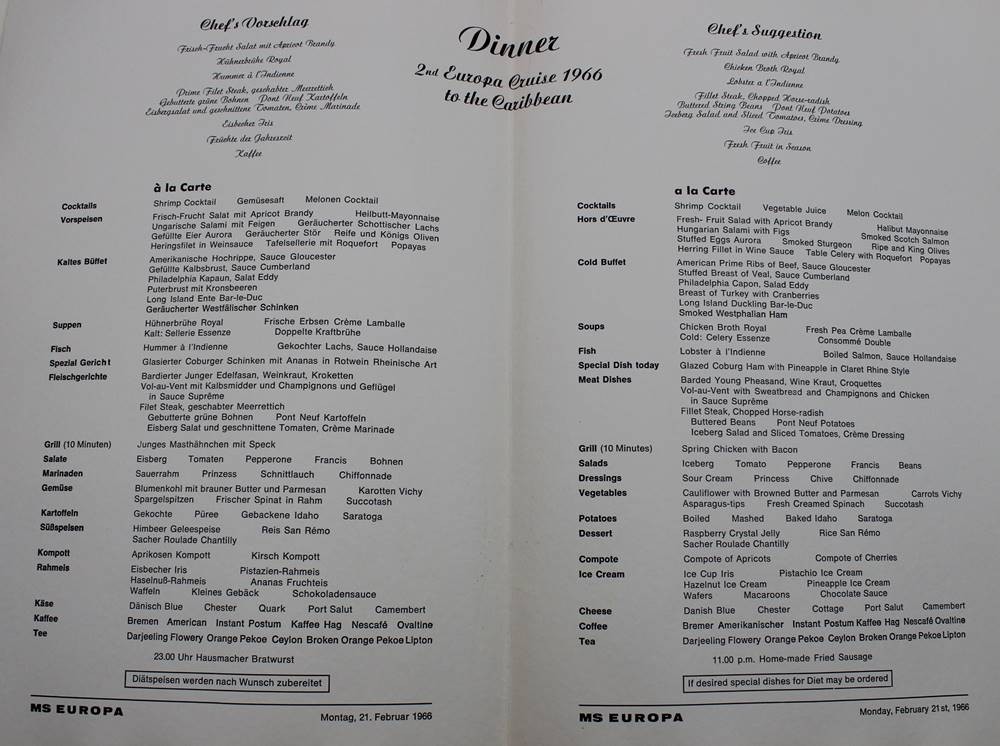 Chef's Vorschlag
Frisch-Frucht Salat mit Apricot Brandy
Hühnerbrühe Royal
Hummer à l'Indienne
Prime Filet Steak, geschabter Meerrettich
Gebutterte grüne Bohnen Pont Neuf Kartoffeln
Eisbergsalat und geschnittene Tomaten, Crème Marinade
Eisbecher Iris
Früchte der Jahreszeit
Kaffee
Dinner
2nd Europa Cruise 1966
to the Caribbean
Chef's Suggestion
Fresh Fruit Salad with Apricot Brandy
Chicken Broth Royal
Lobster a l'Indienne
Fillet Steak, Chopped Horse-radish
Buttered String Beans Pont Neuf Potatoes
Iceberg Salad and Sliced Tomatoes, Crème Dressing
Ice Cup Iris
Fresh Fruit in Season
Coffee
à la Carte
Cocktails Shrimp Cocktail Gemüsesaft Melonen Cocktail
Vorspeisen Frisch-Frucht Salat mit Apricot Brandy Heilbutt-Mayonnaise
Ungarische Salami mit Feigen Geräucherter Schottischer Lachs
Gefüllte Eier Aurora Geräucherter Stör Reife und Königs Oliven
Heringsfilet in Weinsauce Tafelsellerie mit Roquefort Popayas
Kaltes Büffet Amerikanische Hochrippe, Sauce Gloucester
Gefüllte Kalbsbrust, Sauce Cumberland
Philadelphia Kapaun, Salat Eddy
Puterbrust mit Kronsbeeren
Long Island Ente Bar-le-Duc
Geräucherter Westfälischer Schinken
Suppen Hühnerbrühe Royal Frische Erbsen Crème Lamballe
Kalt: Sellerie Essenze Doppelte Kraftbrühe
Fisch Hummer à l'Indienne Gekochter Lachs, Sauce Hollandaise
Spezial Gericht Glasierter Coburger Schinken mit Ananas in Rotwein Rheinische Art
Fleischgerichte Bardierter Junger Edelfasan, Weinkraut, Kroketten
Vol-au-Vent mit Kalbsmidder und Champignons und Geflügel
in Sauce Suprême
Filet Steak, geschabter Meerrettich
Gebutterte grüne Bohnen Pont Neuf Kartoffeln
Eisberg Salat und geschnittene Tomaten, Crème Marinade
Grill (10 Minuten) Junges Masthähnchen mit Speck
Salate Eisberg Tomaten Pepperone Francis Bohnen
Marinaden Sauerrahm Prinzess Schnittlauch Chiffonnade
Gemüse Blumenkohl mit brauner Butter und Parmesan Karotten Vichy
Spargelspitzen Frischer Spinat in Rahm Succotash
Kartoffeln Gekochte Püree Gebackene Idaho Saratoga
Süßspeisen Himbeer Geleespeise Reis San Rémo
Sacher Roulade Chantilly
Kompott Aprikosen Kompott Kirsch Kompott
Rahmeis Eisbecher Iris Pistazien-Rahmeis
Haselnuß-Rahmeis Ananas Fruchteis
Waffeln Kleines Gebäck Schokoladensauce
Käse Dänisch Blue Chester Quark Port Salut Camembert
Kaffee Bremen American Instant Postum Kaffee Hag Nescafé Ovaltine
Tee Darjeeling Flowery Orange Pekoe Ceylon Broken Orange Pekoe Lipton
23.00 Uhr Hausmacher Bratwurst
Diätspeisen werden nach Wunsch zubereitet
MS EUROPA Montag, 21. Februar 1966
a la Carte
Cocktails Shrimp Cocktail Vegetable Juice Melon Cocktail
Hors d'Œuvre Fresh- Fruit Salad with Apricot Brandy Halibut Mayonnaise
Hungarian Salami with Figs Smoked Scotch Salmon
Stuffed Eggs Aurora Smoked Sturgeon Ripe and King Olives
Herring Fillet in Wine Sauce Table Celery with Roquefort Popayas
Cold Buffet American Prime Ribs of Beef, Sauce Gloucester
Stuffed Breast of Veal, Sauce Cumberland
Philadelphia Capon, Salad Eddy
Breast of Turkey with Cranberries
Long Island Duckling Bar-le-Duc
Smoked Westphalian Ham
Soups Chicken Broth Royal Fresh Pea Crème Lamballe
Cold: Celery Essenze Consommé Double
Fish Lobster à l'Indienne Boiled Salmon, Sauce Hollandaise
Special Dish today Glazed Coburg Ham with Pineapple in Claret Rhine Style
Meat Dishes Barded Young Pheasand, Wine Kraut, Croquettes
Vol-au-Vent with Sweatbread and Champignons and Chicken
in Sauce Suprême
Fillet Steak, Chopped Horse-radish
Buttered Beans Pont Neuf Potatoes
Iceberg Salad and Sliced Tomatoes, Crème Dressing
Grill (10 Minutes) Spring Chicken with Bacon
Salads Iceberg Tomato Pepperone Francis Beans
Dressings Sour Cream Princess Chive Chiffonnade
Vegetables Cauliflower with Browned Butter and Parmesan Carrots Vichy
Asparagus-tips Fresh Creamed Spinach Succotash
Potatoes Boiled Mashed Baked Idaho Saratoga
Dessert Raspberry Crystal Jelly Rice San Rémo
Sacher Roulade Chantilly
Compote Compote of Apricots Compote of Cherries
Ice Cream Ice Cup Iris Pistachio Ice Cream
Hazelnut Ice Cream Pineapple Ice Cream
Wafers Macaroons Chocolate Sauce
Cheese Danish Blue Chester Cottage Port Salut Camembert
Coffee Bremer Amerikanischer Instant Postum Kaffee Hag Nescafé Ovaltine
Tea Darjeeling Flowery Orange Pekoe Ceylon Broken Orange Pekoe Lipton
11.00 p.m. Home-made Fried Sausage
If desired special dishes for Diet may be ordered
MS EUROPA Monday, February 21st, 1966